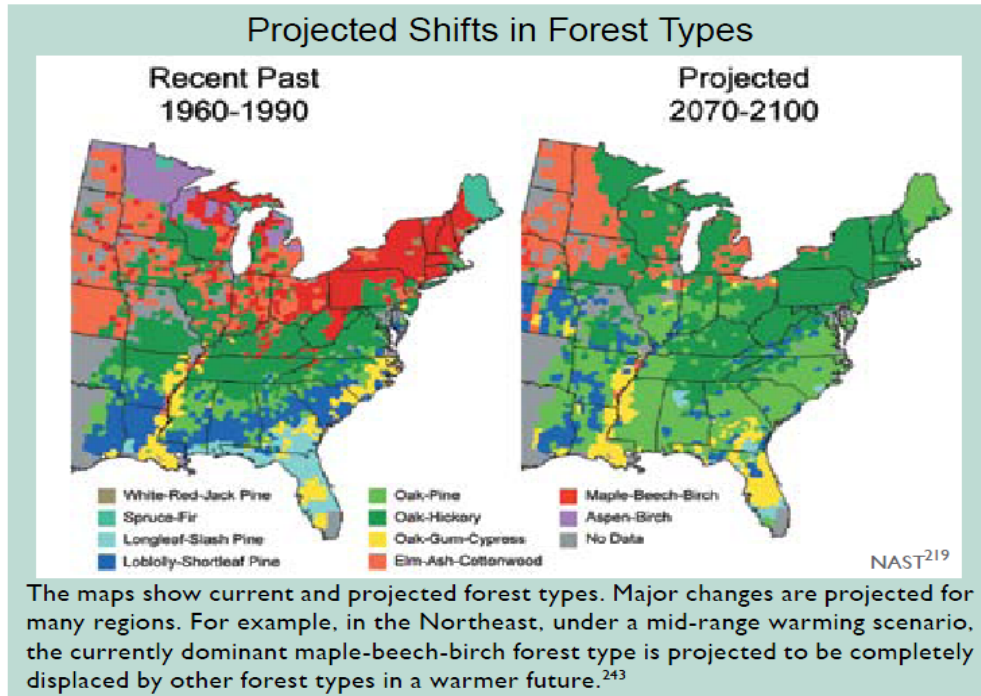 Projected Shifts in Forest Types
Recent Past
1960-1990
Projected
2070-2100
White-Red-Jack Pine
Spruce-Fir
Longleaf-Slash Pine
Loblolly-Shortleaf Pine
Oak-Pine
Oak-Hickory
Oak-Gum-Cypress
Elm-Ash-Cottonwood
Maple-Beech-Birch
Aspen-Birch
No Data
NAST219
The maps show current and projected forest types. Major changes are projected for
many regions. For example, in the Northeast, under a mid-range warming scenario,
the currently dominant maple-beech-birch forest type is projected to be completely
displaced by other forest types in a warmer future.243